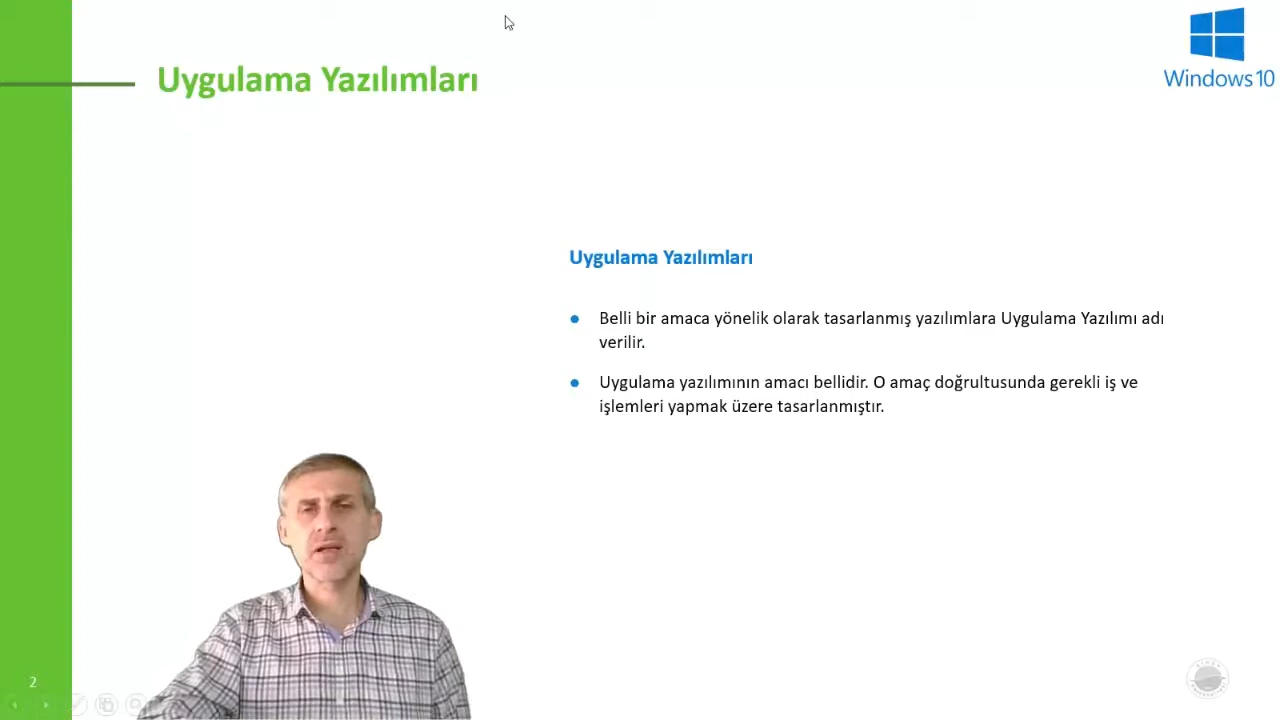 Windows 10
Uygulama Yazılımları
Uygulama Yazılımları
Belli bir amaca yönelik olarak tasarlanmış yazılımlara Uygulama Yazılımı adı
verilir.
Uygulama yazılımının amacı bellidir. O amaç doğrultusunda gerekli iş ve
işlemleri yapmak üzere tasarlanmıştır.
2